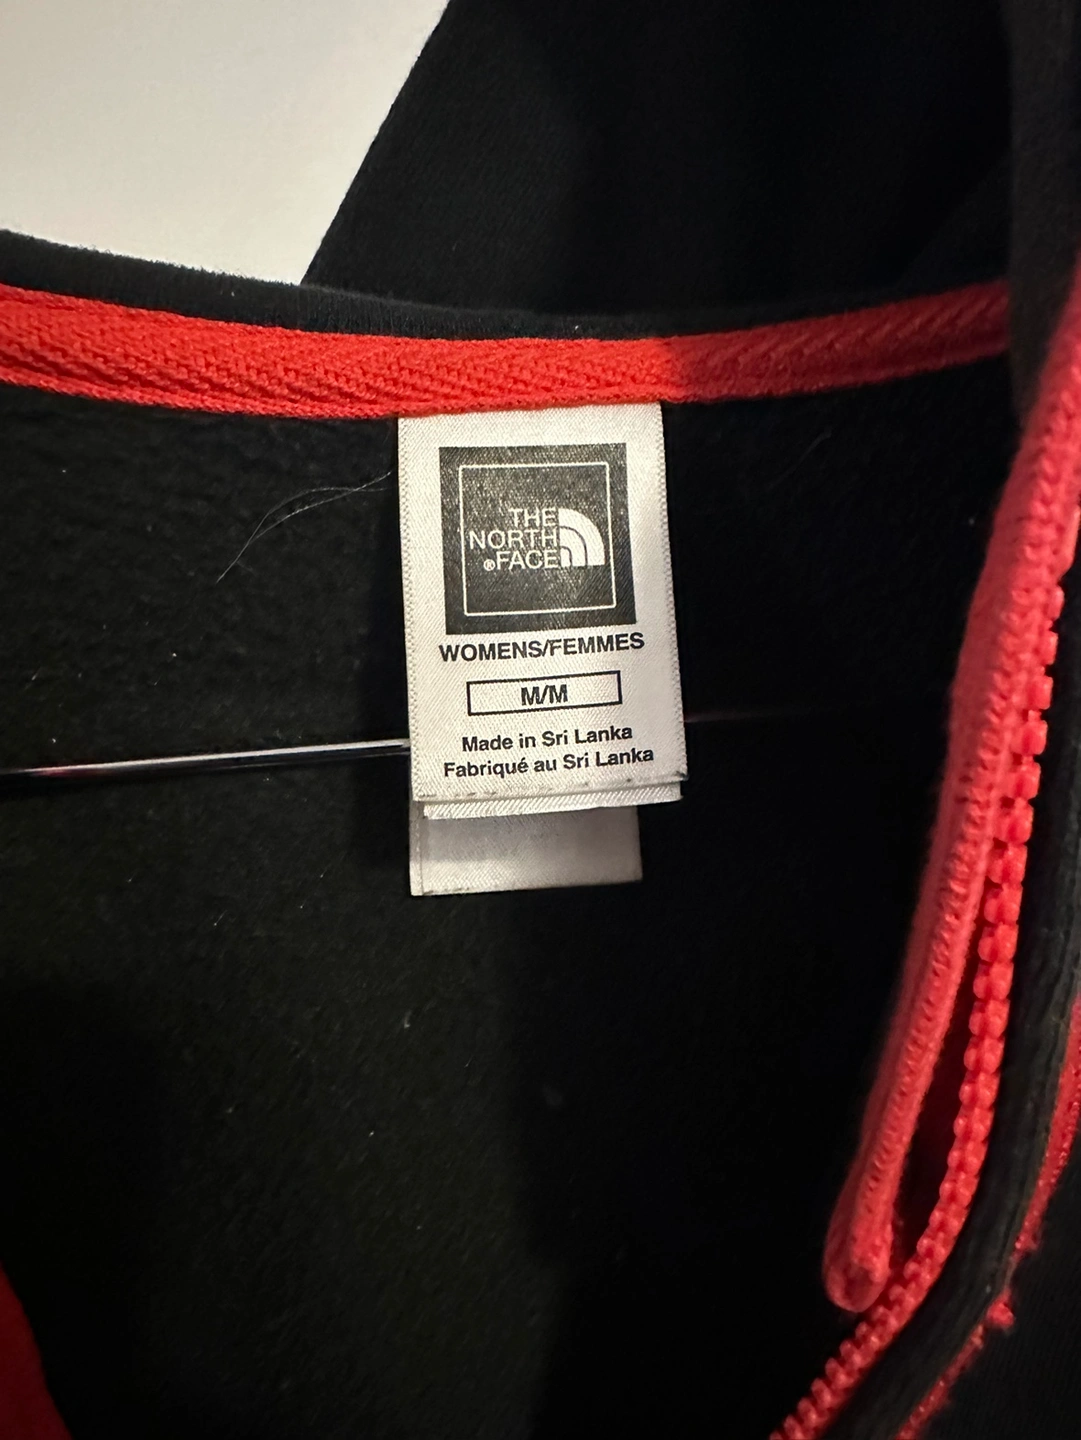 THE
NORTH
®FACE
WOMENS/FEMMES
M/M
Made in Sri Lanka
Fabriqué au Sri Lanka